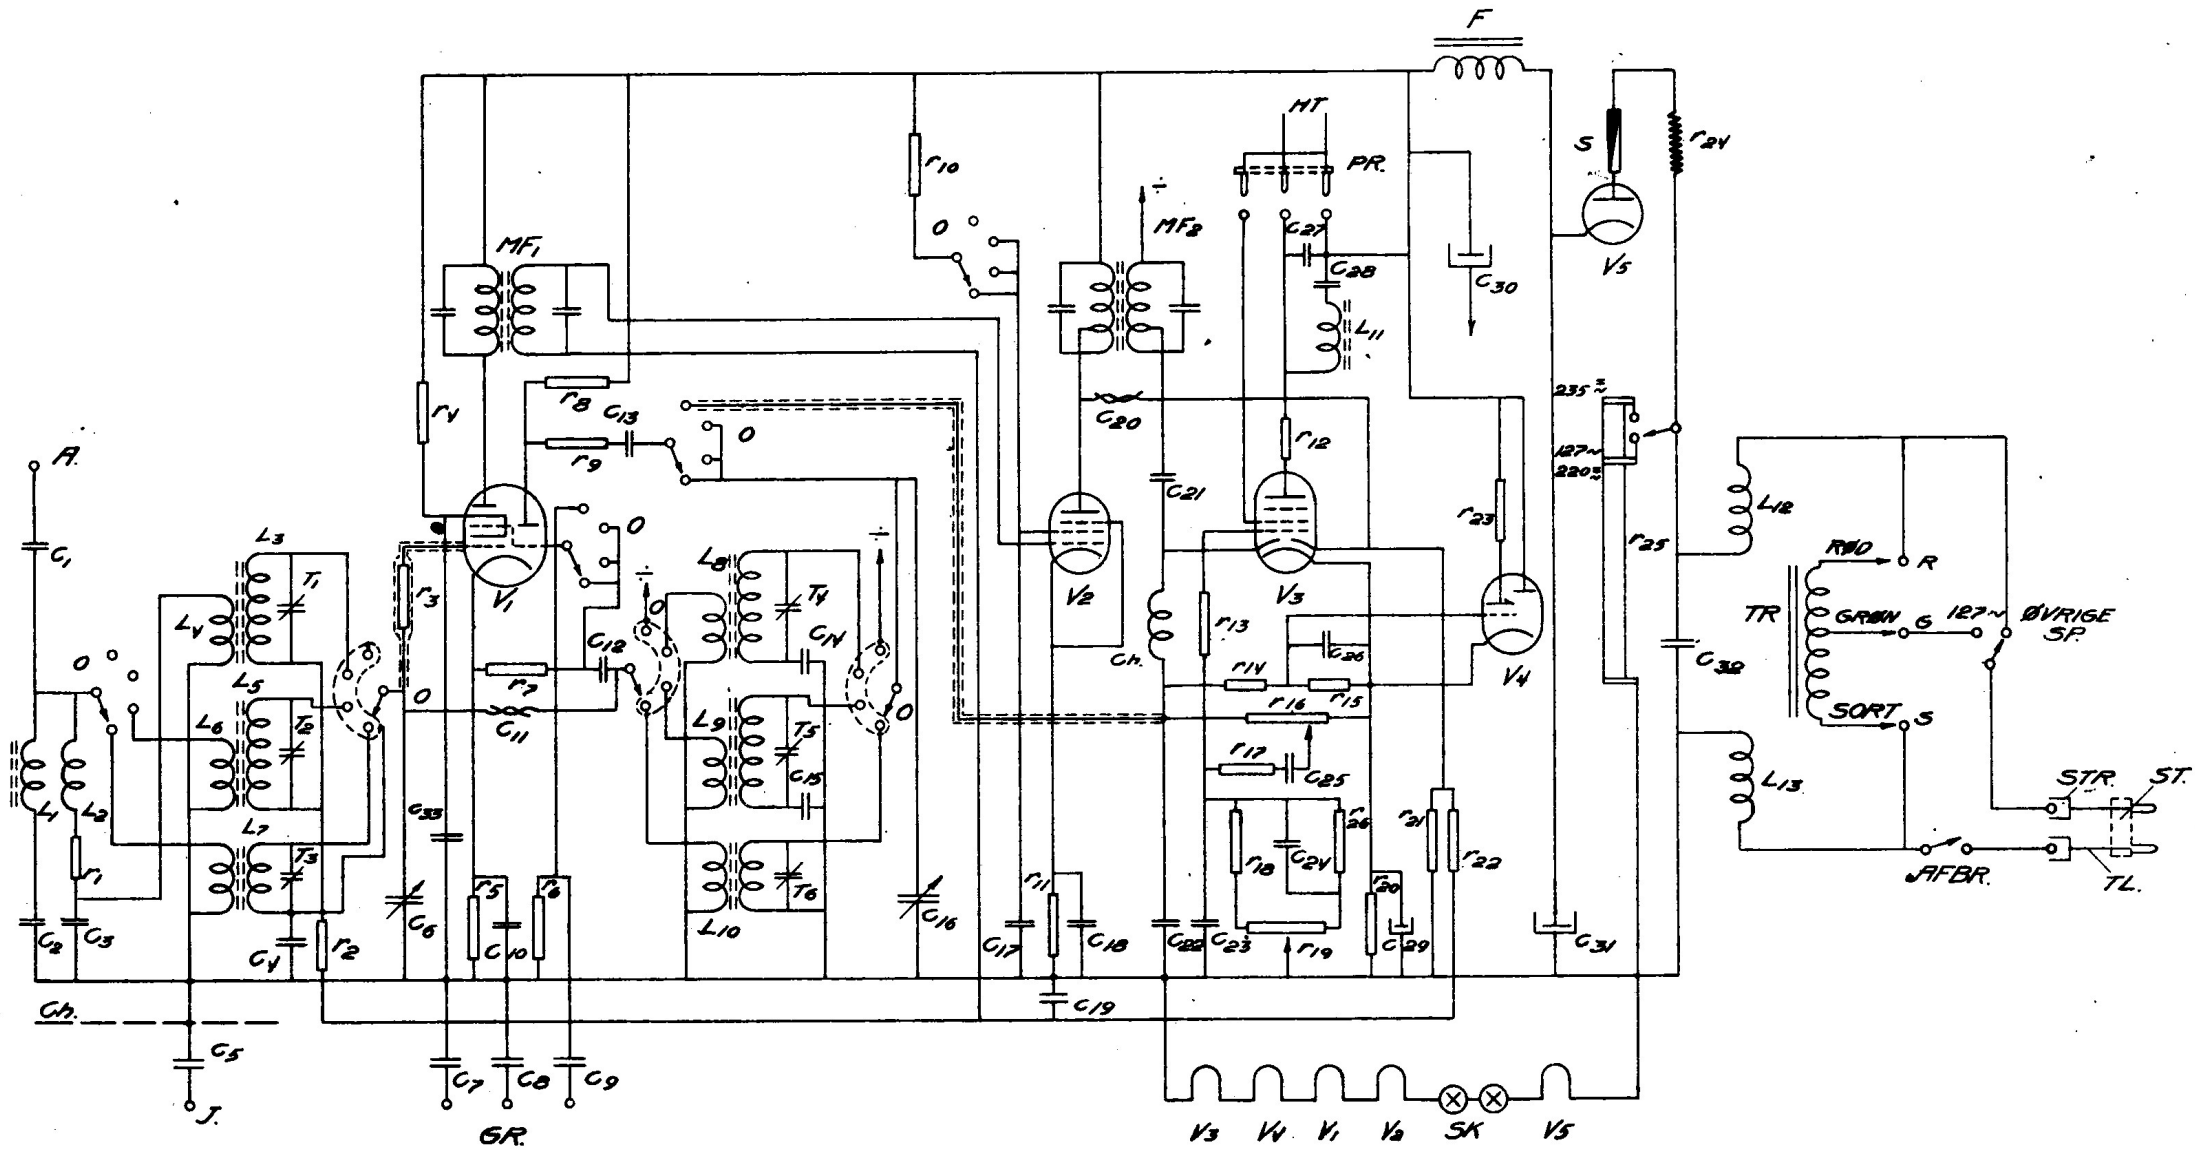 F
HT
S
r24
r10
PR.
O
MF1
MF2
÷
C27
V5
C28
C30
L11
r8
235 ≂
r4
C13
C20
O
r12
r9
127~
A.
220≂
C21
L12
r23
r25
O
L3
C1
L8
÷
RØD
R
T1
÷
r3
V1
V2
V3
T4
L4
O
TR
GRØN
G
127~
ØVRIGE
SP.
r13
C12
C14
C26
C32
Ch.
r14
V4
O
L5
r7
r15
O
r16
L6
T2
C11
L9
T5
O
SORT
S
r17
C25
C15
L13
STR.
ST.
L1
L2
C33
r26
r21
L7
T3
C24
r18
r22
r1
r5
r6
T6
r11
r20
AFBR.
TL.
C6
C16
L10
C2
C3
C4
r2
C10
C17
C18
C22
C23
r19
C29
C31
Ch.
C19
C5
C7
C8
C9
J.
GR.
V3
V4
V1
V2
SK
V5